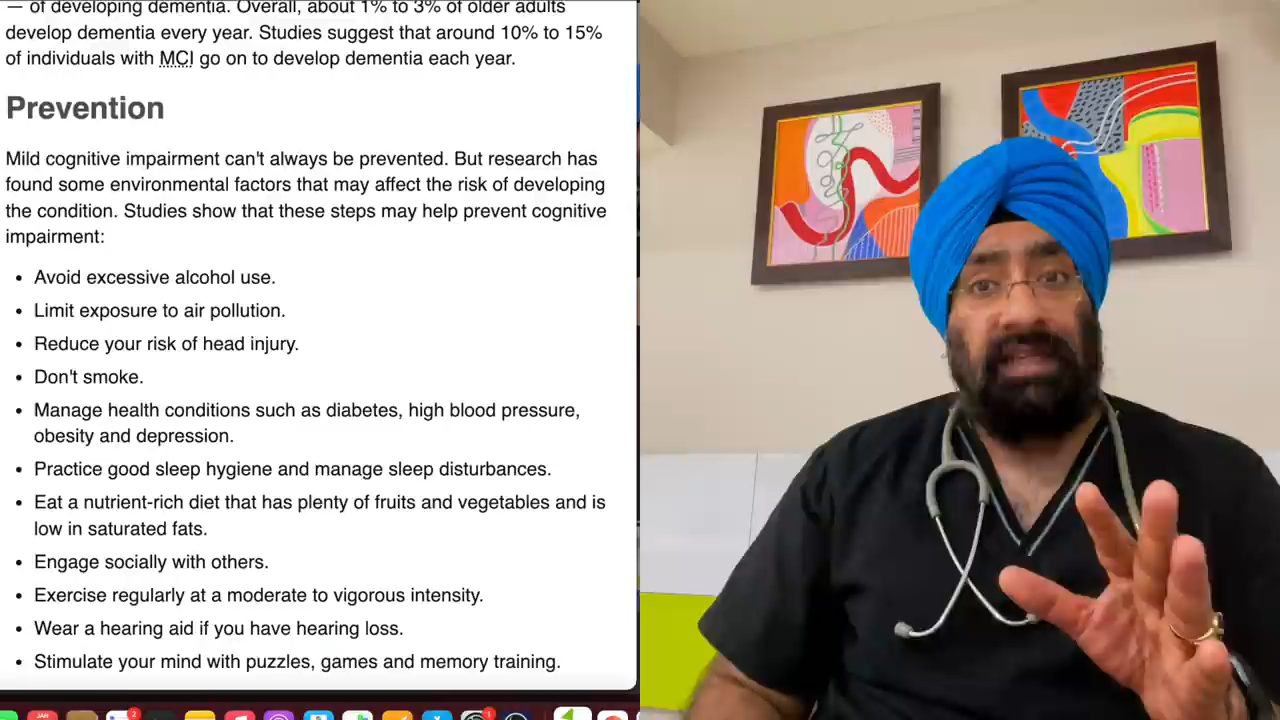 — of developing dementia. Overall, about 1% to 3% of older adults
develop dementia every year. Studies suggest that around 10% to 15%
of individuals with MCI go on to develop dementia each year.
Prevention
Mild cognitive impairment can't always be prevented. But research has
found some environmental factors that may affect the risk of developing
the condition. Studies show that these steps may help prevent cognitive
impairment:
• Avoid excessive alcohol use.
• Limit exposure to air pollution.
• Reduce your risk of head injury.
• Don't smoke.
• Manage health conditions such as diabetes, high blood pressure,
obesity and depression.
• Practice good sleep hygiene and manage sleep disturbances.
• Eat a nutrient-rich diet that has plenty of fruits and vegetables and is
low in saturated fats.
• Engage socially with others.
• Exercise regularly at a moderate to vigorous intensity.
• Wear a hearing aid if you have hearing loss.
• Stimulate your mind with puzzles, games and memory training.
JAN 2 1